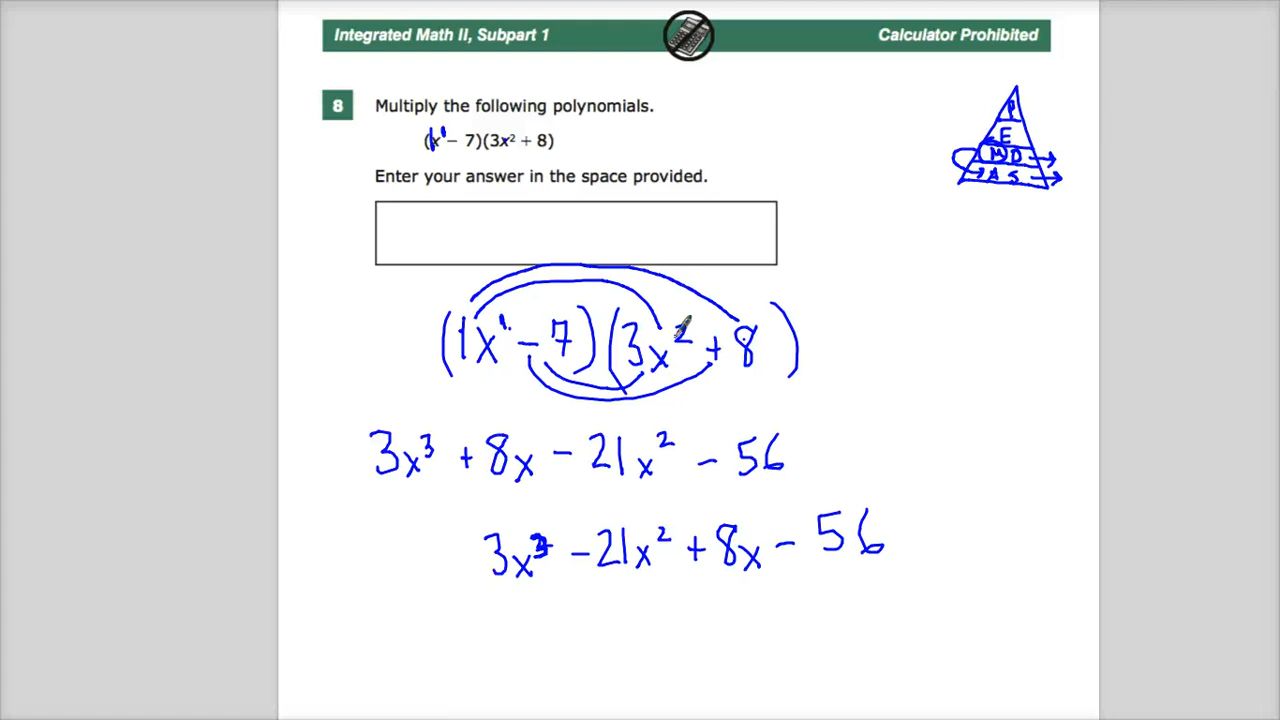 Integrated Math II, Subpart 1
Calculator Prohibited
8 Multiply the following polynomials.
(1x¹ − 7)(3x² + 8)
Enter your answer in the space provided.
P
E
M D
A S
(1x¹ − 7)(3x² + 8)
3x³ + 8x − 21x² − 56
3x³ − 21x² + 8x − 56